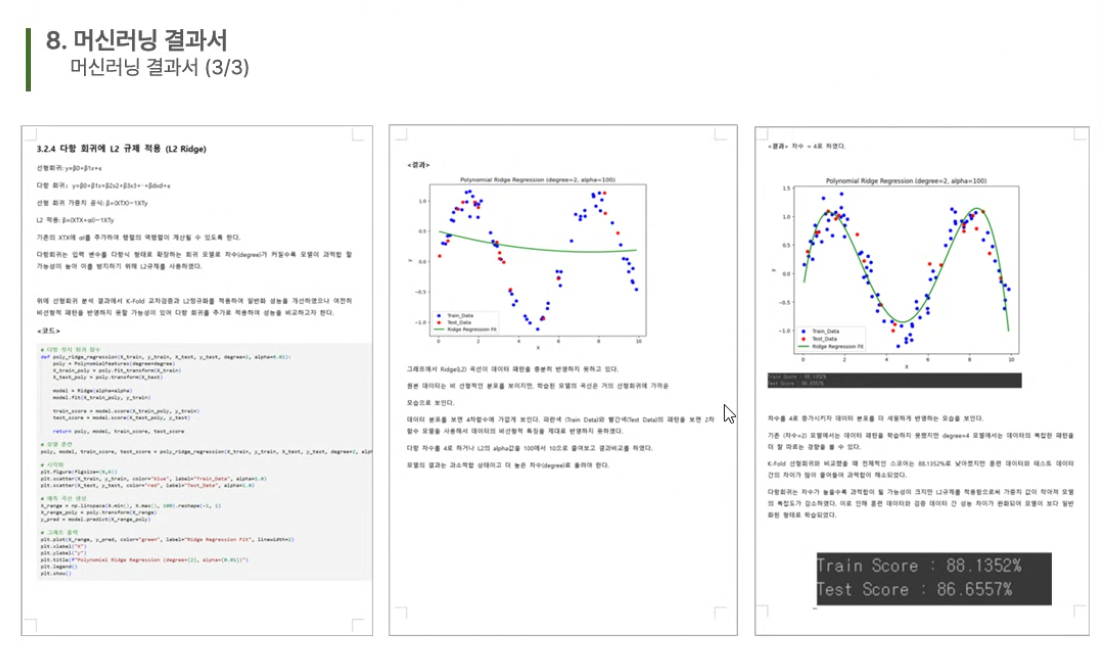 8. 머신러닝 결과서
머신러닝 결과서 (3/3)
3.2.4 다항 회귀에 L2 규제 적용 (L2 Ridge)
선형회귀: y=β0+β1x+ϵ
다항 회귀: y=β0+β1x+β2x2+β3x3+⋯+βdxd+ϵ
선형 회귀 가중치 공식: β=(XTX)−1XTy
L2 적용: β=(XTX+αI)−1XTy
기존의 XTX에 αI를 추가하여 행렬의 역행렬이 계산될 수 있도록 한다.
다항회귀는 입력 변수를 다항식 형태로 확장하는 회귀 모델로 차수(degree)가 커질수록 모델이 과적합 할
가능성이 높아 이를 방지하기 위해 L2규제를 사용하였다.
위에 선형회귀 분석 결과에서 K-Fold 교차검증과 L2정규화를 적용하여 일반화 성능을 개선하였으나 여전히
비선형적 패턴을 반영하지 못할 가능성이 있어 다항 회귀를 추가로 적용하여 성능을 비교하고자 한다.
<코드>
# 다항 릿지 회귀 함수
def poly_ridge_regression(X_train, y_train, X_test, y_test, degree=2, alpha=0.01):
poly = PolynomialFeatures(degree=degree)
X_train_poly = poly.fit_transform(X_train)
X_test_poly = poly.transform(X_test)
model = Ridge(alpha=alpha)
model.fit(X_train_poly, y_train)
train_score = model.score(X_train_poly, y_train)
test_score = model.score(X_test_poly, y_test)
return poly, model, train_score, test_score
# 모델 훈련
poly, model, train_score, test_score = poly_ridge_regression(X_train, y_train, X_test, y_test, degree=2, alp
# 시각화
plt.figure(figsize=(8,6))
plt.scatter(X_train, y_train, color="blue", label="Train_Data", alpha=1.0)
plt.scatter(X_test, y_test, color="red", label="Test_Data", alpha=1.0)
# 예측 곡선 생성
X_range = np.linspace(X.min(), X.max(), 100).reshape(-1, 1)
X_range_poly = poly.transform(X_range)
y_pred = model.predict(X_range_poly)
# 그래프 출력
plt.plot(X_range, y_pred, color="green", label="Ridge Regression Fit", linewidth=2)
plt.xlabel("X")
plt.ylabel("y")
plt.title(f"Polynomial Ridge Regression (degree={2}, alpha={0.01})")
plt.legend()
plt.show()
<결과>
Polynomial Ridge Regression (degree=2, alpha=100)
1.0
0.5
0.0
−0.5
−1.0
y
Train_Data
Test_Data
Ridge Regression Fit
0 2 4 6 8 10
X
그래프에서 Ridge(L2) 곡선이 데이터 패턴을 충분히 반영하지 못하고 있다.
원본 데이터는 비 선형적인 분포를 보이지만, 학습된 모델의 곡선은 거의 선형회귀에 가까운
모습으로 보인다.
데이터 분포를 보면 4차함수에 가깝게 보인다. 파란색 (Train Data)와 빨간색(Test Data)의 패턴을 보면 2차
함수 모델을 사용해서 데이터의 비선형적 특징을 제대로 반영하지 못하였다.
다항 차수를 4로 하거나 L2의 alpha값을 100에서 10으로 줄여보고 결과비교를 하였다.
모델의 결과는 과소적합 상태이고 더 높은 차수(degree)로 돌려야 한다.
<결과> 차수 = 4로 하였다.
Polynomial Ridge Regression (degree=2, alpha=100)
1.5
1.0
0.5
0.0
−0.5
−1.0
y
Train_Data
Test_Data
Ridge Regression Fit
0 2 4 6 8 10
X
Train Score : 88.1352%
Test Score : 86.6557%
차수를 4로 증가시키자 데이터 분포를 더 세밀하게 반영하는 모습을 보인다.
기존 (차수=2) 모델에서는 데이터 패턴을 학습하지 못했지만 degree=4 모델에서는 데이터의 복잡한 패턴을
더 잘 따르는 경향을 볼 수 있다.
K-Fold 선형회귀와 비교했을 때 전체적인 스코어는 88.1352%로 낮아졌지만 훈련 데이터와 테스트 데이터
간의 차이가 많이 줄어들어 과적합이 해소되었다.
다항회귀는 차수가 높을수록 과적합이 될 가능성이 크지만 L2규제를 적용함으로써 가중치 값이 작아져 모델
의 복잡도가 감소하였다. 이로 인해 훈련 데이터와 검증 데이터 간 성능 차이가 완화되어 모델이 보다 일반
화된 형태로 학습되었다.
Train Score : 88.1352%
Test Score : 86.6557%